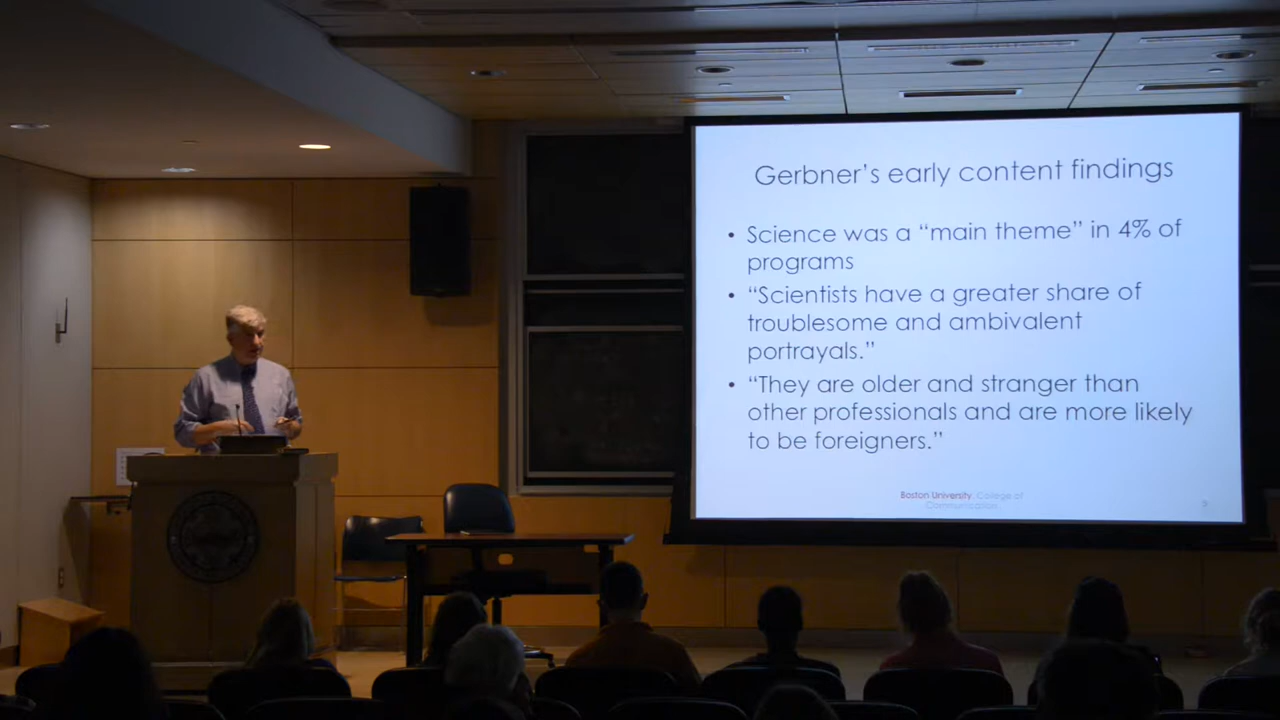 Gerbner’s early content findings
• Science was a “main theme” in 4% of
programs
• “Scientists have a greater share of
troublesome and ambivalent
portrayals.”
• “They are older and stranger than
other professionals and are more likely
to be foreigners.”
Boston University, College of
Communication